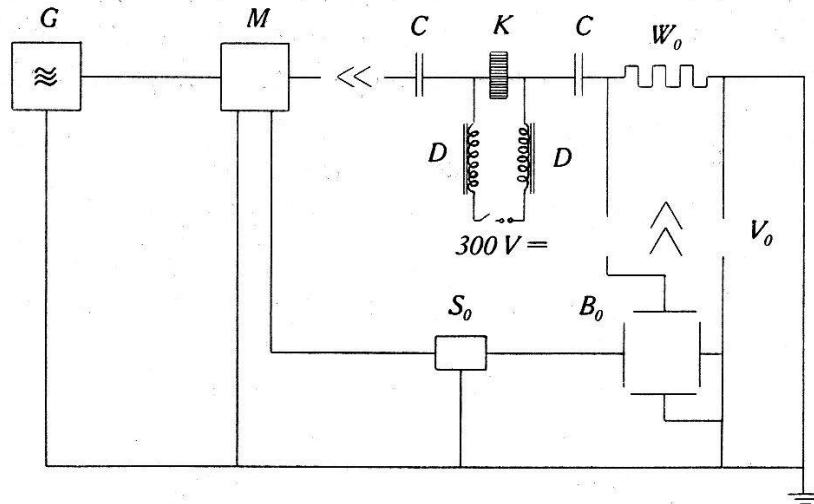 G M C K C W₀
D D
300 V =
V₀
S₀ B₀